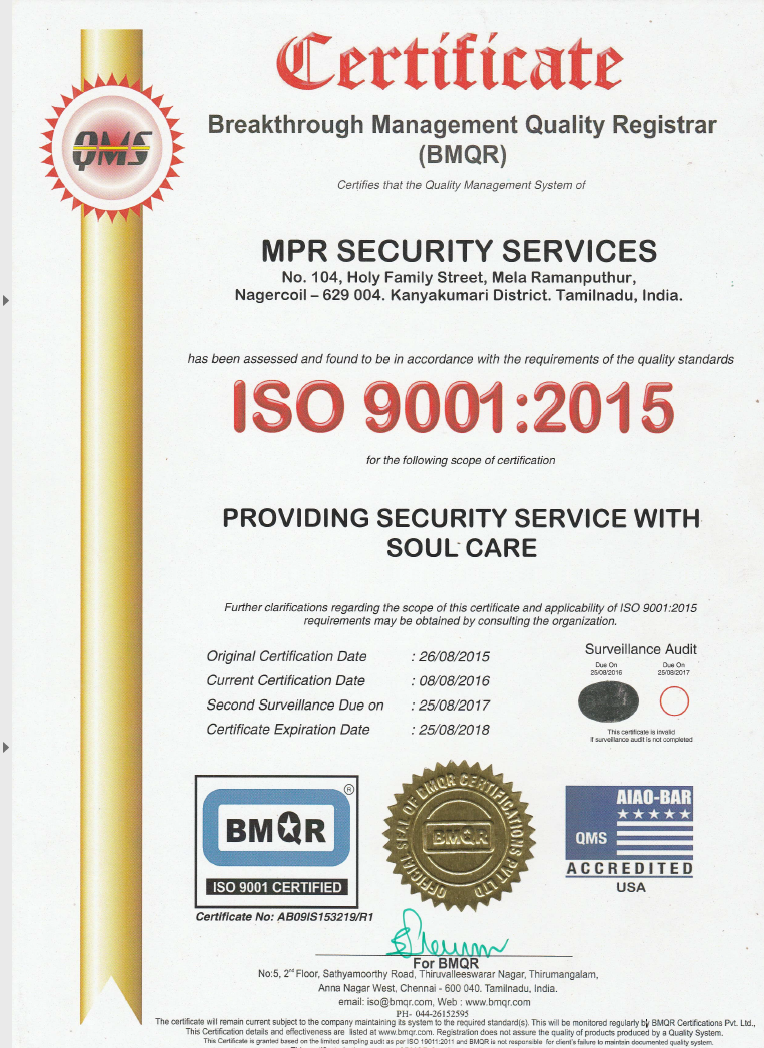 Certificate
Breakthrough Management Quality Registrar
(BMQR)
Certifies that the Quality Management System of
QMS
MPR SECURITY SERVICES
No. 104, Holy Family Street, Mela Ramanputhur,
Nagercoil – 629 004. Kanyakumari District. Tamilnadu, India.
has been assessed and found to be in accordance with the requirements of the quality standards
ISO 9001:2015
for the following scope of certification
PROVIDING SECURITY SERVICE WITH
SOUL CARE
Further clarifications regarding the scope of this certificate and applicability of ISO 9001:2015
requirements may be obtained by consulting the organization.
Original Certification Date : 26/08/2015
Current Certification Date : 08/08/2016
Second Surveillance Due on : 25/08/2017
Certificate Expiration Date : 25/08/2018
Surveillance Audit
Due On Due On
25/08/2016 25/08/2017
This certificate is invalid
if surveillance audit is not completed
BMQR ®
ISO 9001 CERTIFIED
Certificate No: AB09IS153219/R1
OFFICIAL SEAL OF BMQR CERTIFICATIONS PVT LTD
BMQR
AIAO-BAR
QMS
ACCREDITED
USA
For BMQR
No:5, 2nd Floor, Sathyamoorthy Road, Thiruvalleeswarar Nagar, Thirumangalam,
Anna Nagar West, Chennai - 600 040. Tamilnadu, India.
email: iso@bmqr.com, Web : www.bmqr.com
PH- 044-26152595
The certificate will remain current subject to the company maintaining its system to the required standard(s). This will be monitored regularly by BMQR Certifications Pvt. Ltd.,
This Certification details and effectiveness are listed at www.bmqr.com. Registration does not assure the quality of products produced by a Quality System.
This Certificate is granted based on the limited sampling audit as per ISO 19011:2011 and BMQR is not responsible for client's failure to maintain documented quality system.